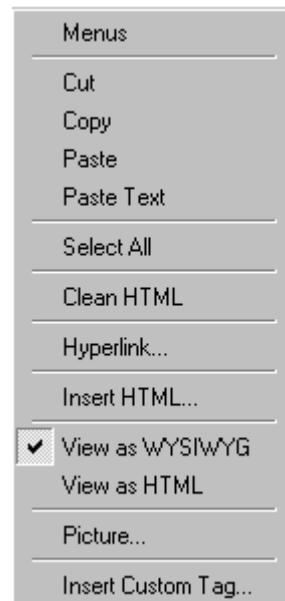 Menus
Cut
Copy
Paste
Paste Text
Select All
Clean HTML
Hyperlink...
Insert HTML...
View as WYSIWYG
View as HTML
Picture...
Insert Custom Tag...